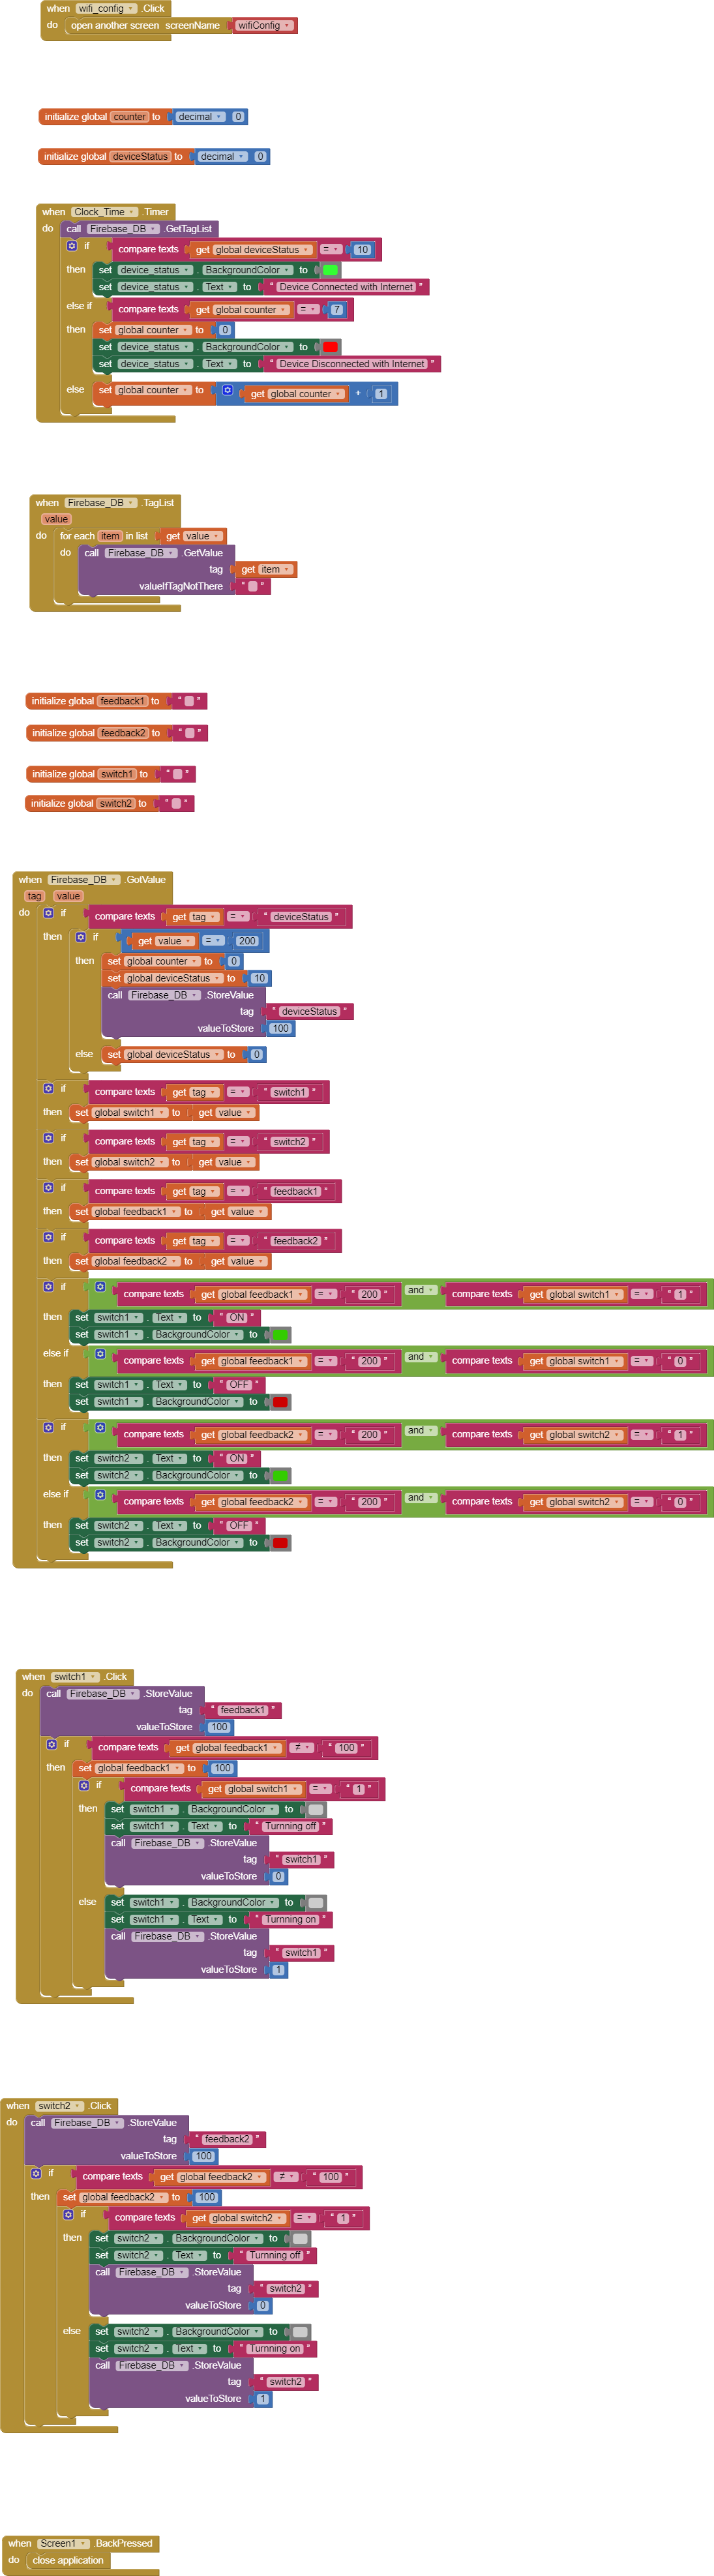 when wifi_config .Click
do open another screen screenName wifiConfig
initialize global counter to decimal 0
initialize global deviceStatus to decimal 0
when Clock_Time .Timer
do call Firebase_DB .GetTagList
if compare texts get global deviceStatus = 10
then set device_status . BackgroundColor to
set device_status . Text to " Device Connected with Internet "
else if compare texts get global counter = 7
then set global counter to 0
set device_status . BackgroundColor to
set device_status . Text to " Device Disconnected with Internet "
else set global counter to get global counter + 1
when Firebase_DB .TagList
value
do for each item in list get value
do call Firebase_DB .GetValue
tag get item
valueIfTagNotThere " "
initialize global feedback1 to " "
initialize global feedback2 to " "
initialize global switch1 to " "
initialize global switch2 to " "
when Firebase_DB .GotValue
tag value
do if compare texts get tag = " deviceStatus "
then if get value = 200
then set global counter to 0
set global deviceStatus to 10
call Firebase_DB .StoreValue
tag " deviceStatus "
valueToStore 100
else set global deviceStatus to 0
if compare texts get tag = " switch1 "
then set global switch1 to get value
if compare texts get tag = " switch2 "
then set global switch2 to get value
if compare texts get tag = " feedback1 "
then set global feedback1 to get value
if compare texts get tag = " feedback2 "
then set global feedback2 to get value
if compare texts get global feedback1 = " 200 " and compare texts get global switch1 = " 1 "
then set switch1 . Text to " ON "
set switch1 . BackgroundColor to
else if compare texts get global feedback1 = " 200 " and compare texts get global switch1 = " 0 "
then set switch1 . Text to " OFF "
set switch1 . BackgroundColor to
if compare texts get global feedback2 = " 200 " and compare texts get global switch2 = " 1 "
then set switch2 . Text to " ON "
set switch2 . BackgroundColor to
else if compare texts get global feedback2 = " 200 " and compare texts get global switch2 = " 0 "
then set switch2 . Text to " OFF "
set switch2 . BackgroundColor to
when switch1 .Click
do call Firebase_DB .StoreValue
tag " feedback1 "
valueToStore 100
if compare texts get global feedback1 ≠ " 100 "
then set global feedback1 to 100
if compare texts get global switch1 = " 1 "
then set switch1 . BackgroundColor to
set switch1 . Text to " Turnning off "
call Firebase_DB .StoreValue
tag " switch1 "
valueToStore 0
else set switch1 . BackgroundColor to
set switch1 . Text to " Turnning on "
call Firebase_DB .StoreValue
tag " switch1 "
valueToStore 1
when switch2 .Click
do call Firebase_DB .StoreValue
tag " feedback2 "
valueToStore 100
if compare texts get global feedback2 ≠ " 100 "
then set global feedback2 to 100
if compare texts get global switch2 = " 1 "
then set switch2 . BackgroundColor to
set switch2 . Text to " Turnning off "
call Firebase_DB .StoreValue
tag " switch2 "
valueToStore 0
else set switch2 . BackgroundColor to
set switch2 . Text to " Turnning on "
call Firebase_DB .StoreValue
tag " switch2 "
valueToStore 1
when Screen1 .BackPressed
do close application